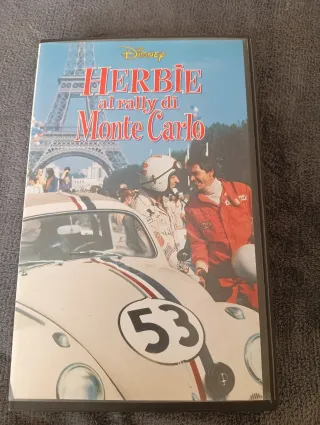 DISNEY
HERBIE
al rally di
Monte Carlo
53